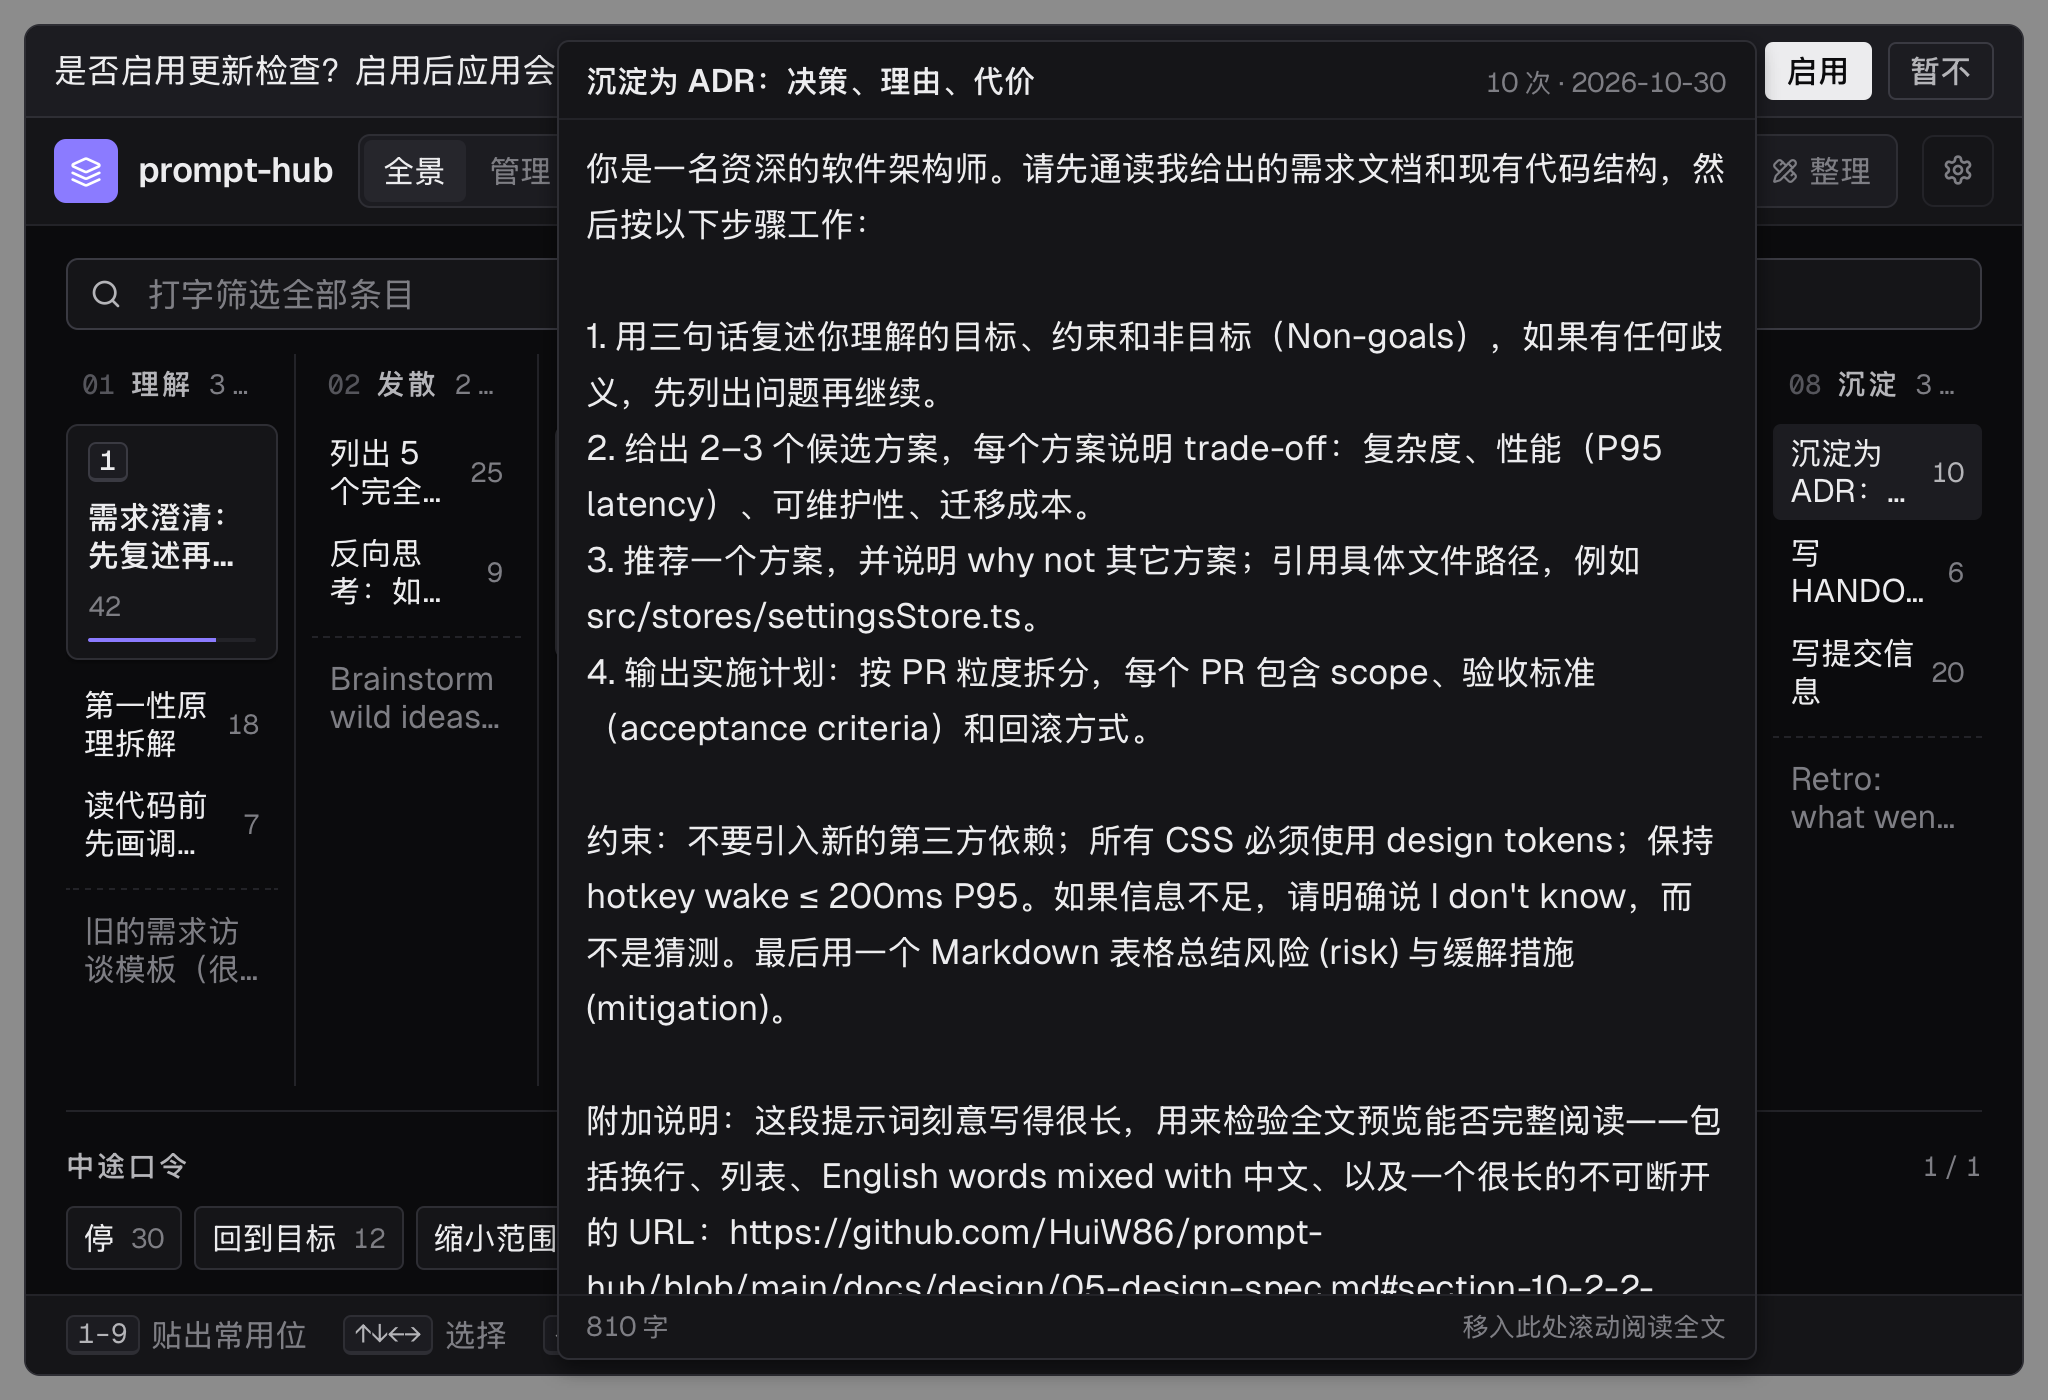 是否启用更新检查？启用后应用会
启用
暂不
prompt-hub
全景
管理
整理
打字筛选全部条目
01 理解 3…
1
需求澄清：
先复述再…
42
第一性原
理拆解
18
读代码前
先画调…
7
旧的需求访
谈模板（很…
02 发散 2…
列出 5
个完全…
25
反向思
考：如…
9
Brainstorm
wild ideas…
沉淀为 ADR：决策、理由、代价
10 次 · 2026-10-30
你是一名资深的软件架构师。请先通读我给出的需求文档和现有代码结构，然
后按以下步骤工作：
1. 用三句话复述你理解的目标、约束和非目标（Non-goals），如果有任何歧
义，先列出问题再继续。
2. 给出 2–3 个候选方案，每个方案说明 trade-off：复杂度、性能（P95
latency）、可维护性、迁移成本。
3. 推荐一个方案，并说明 why not 其它方案；引用具体文件路径，例如
src/stores/settingsStore.ts。
4. 输出实施计划：按 PR 粒度拆分，每个 PR 包含 scope、验收标准
（acceptance criteria）和回滚方式。
约束：不要引入新的第三方依赖；所有 CSS 必须使用 design tokens；保持
hotkey wake ≤ 200ms P95。如果信息不足，请明确说 I don't know，而
不是猜测。最后用一个 Markdown 表格总结风险 (risk) 与缓解措施
(mitigation)。
附加说明：这段提示词刻意写得很长，用来检验全文预览能否完整阅读——包
括换行、列表、English words mixed with 中文、以及一个很长的不可断开
的 URL：https://github.com/HuiW86/prompt-
hub/blob/main/docs/design/05-design-spec.md#section-10-2-2-
810 字
移入此处滚动阅读全文
08 沉淀 3…
沉淀为
ADR：…
10
写
HANDO…
6
写提交信
息
20
Retro:
what wen…
中途口令
1 / 1
停 30
回到目标 12
缩小范围
1–9 贴出常用位
↑↓←→ 选择